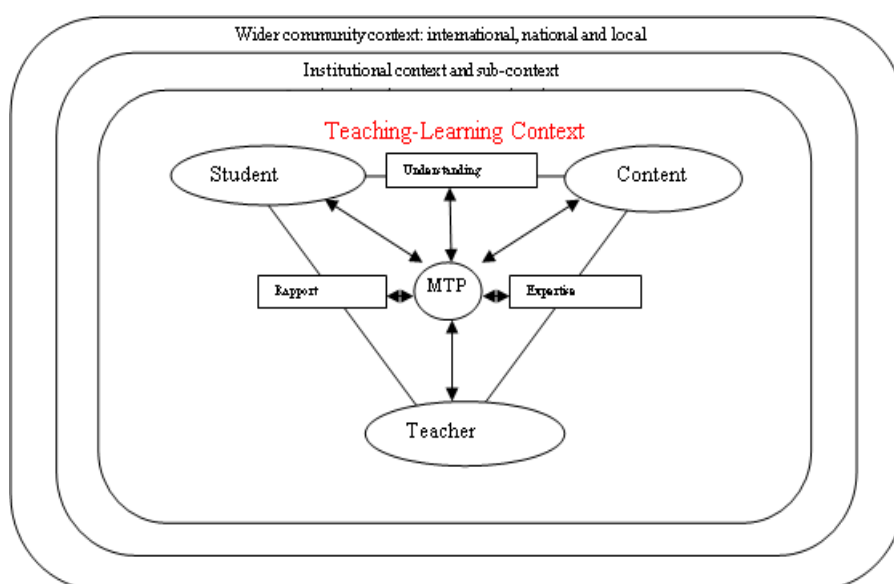 Wider community context: international, national and local
Institutional context and sub-context
Teaching-Learning Context
Student
Understanding
Content
Rapport
MTP
Expertise
Teacher